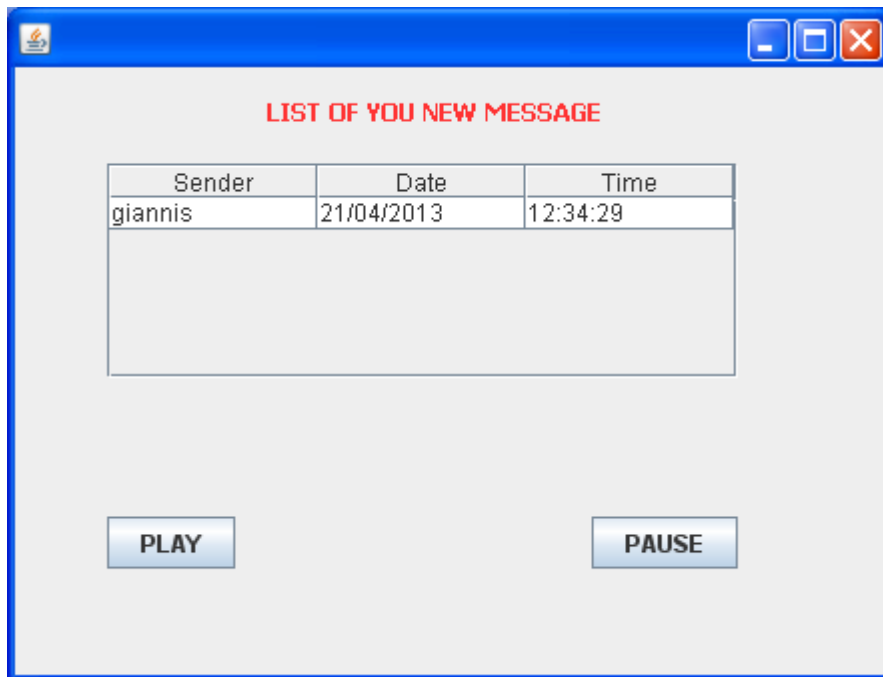 LIST OF YOU NEW MESSAGE
Sender Date Time
giannis 21/04/2013 12:34:29
PLAY PAUSE